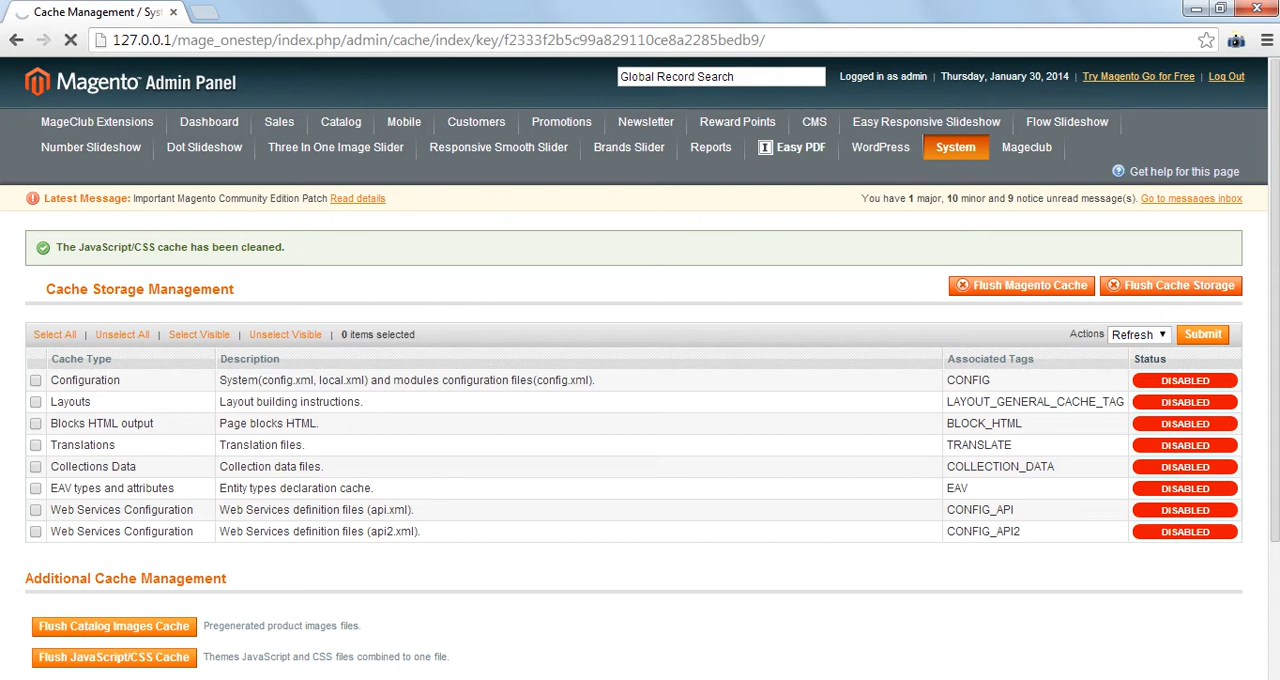 Cache Management / Sys
127.0.0.1/mage_onestep/index.php/admin/cache/index/key/f2333f2b5c99a829110ce8a2285bedb9/
Magento Admin Panel
Global Record Search
Logged in as admin | Thursday, January 30, 2014 | Try Magento Go for Free | Log Out
MageClub Extensions Dashboard Sales Catalog Mobile Customers Promotions Newsletter Reward Points CMS Easy Responsive Slideshow Flow Slideshow
Number Slideshow Dot Slideshow Three In One Image Slider Responsive Smooth Slider Brands Slider Reports Easy PDF WordPress System Mageclub
Get help for this page
Latest Message: Important Magento Community Edition Patch Read details You have 1 major, 10 minor and 9 notice unread message(s). Go to messages inbox
The JavaScript/CSS cache has been cleaned.
Cache Storage Management Flush Magento Cache Flush Cache Storage
Select All | Unselect All | Select Visible | Unselect Visible | 0 items selected Actions Refresh Submit
Cache Type Description Associated Tags Status
Configuration System(config.xml, local.xml) and modules configuration files(config.xml). CONFIG DISABLED
Layouts Layout building instructions. LAYOUT_GENERAL_CACHE_TAG DISABLED
Blocks HTML output Page blocks HTML. BLOCK_HTML DISABLED
Translations Translation files. TRANSLATE DISABLED
Collections Data Collection data files. COLLECTION_DATA DISABLED
EAV types and attributes Entity types declaration cache. EAV DISABLED
Web Services Configuration Web Services definition files (api.xml). CONFIG_API DISABLED
Web Services Configuration Web Services definition files (api2.xml). CONFIG_API2 DISABLED
Additional Cache Management
Flush Catalog Images Cache Pregenerated product images files.
Flush JavaScript/CSS Cache Themes JavaScript and CSS files combined to one file.